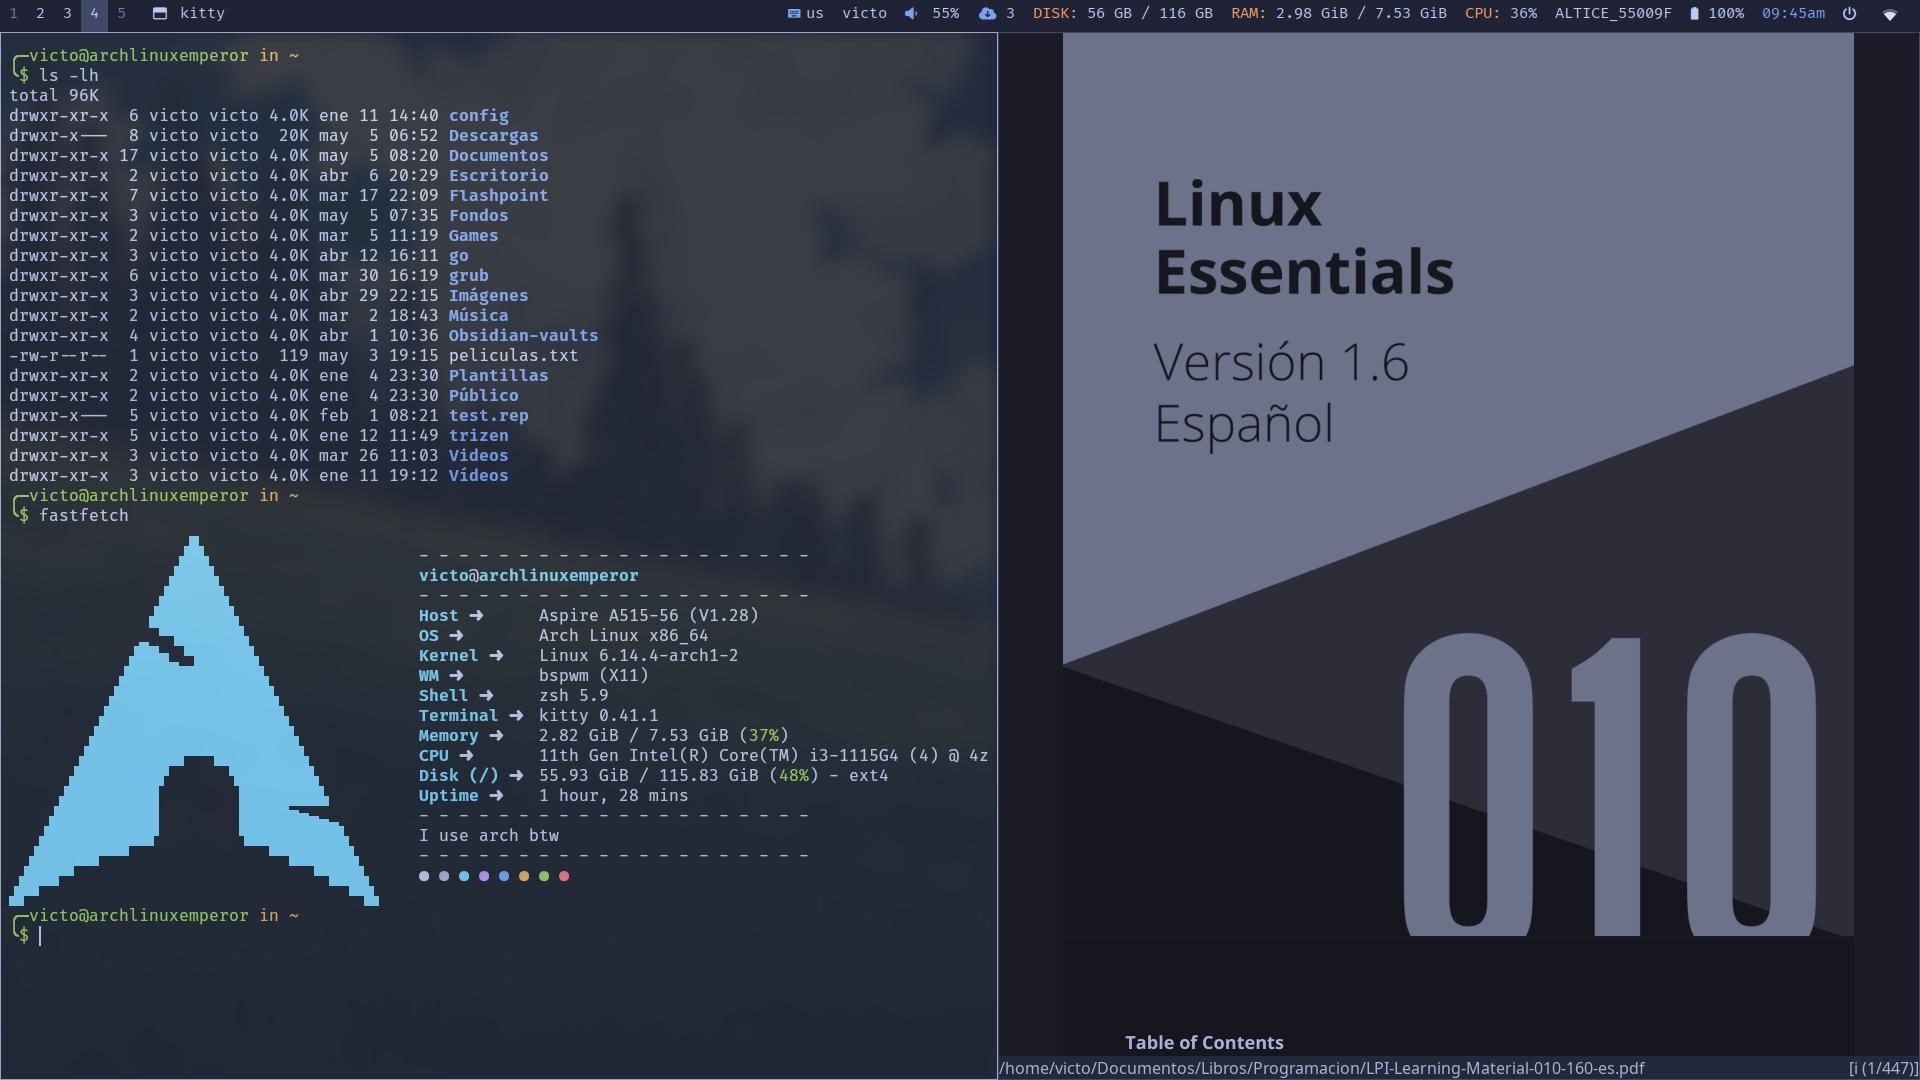 1 2 3 4 5 kitty us victo 55% 3 DISK: 56 GB / 116 GB RAM: 2.98 GiB / 7.53 GiB CPU: 36% ALTICE_55009F 100% 09:45am
victo@archlinuxemperor in ~
$ ls -lh
total 96K
drwxr-xr-x 6 victo victo 4.0K ene 11 14:40 config
drwxr-x--- 8 victo victo 20K may 5 06:52 Descargas
drwxr-xr-x 17 victo victo 4.0K may 5 08:20 Documentos
drwxr-xr-x 2 victo victo 4.0K abr 6 20:29 Escritorio
drwxr-xr-x 7 victo victo 4.0K mar 17 22:09 Flashpoint
drwxr-xr-x 3 victo victo 4.0K may 5 07:35 Fondos
drwxr-xr-x 2 victo victo 4.0K mar 5 11:19 Games
drwxr-xr-x 3 victo victo 4.0K abr 12 16:11 go
drwxr-xr-x 6 victo victo 4.0K mar 30 16:19 grub
drwxr-xr-x 3 victo victo 4.0K abr 29 22:15 Imágenes
drwxr-xr-x 2 victo victo 4.0K mar 2 18:43 Música
drwxr-xr-x 4 victo victo 4.0K abr 1 10:36 Obsidian-vaults
-rw-r--r-- 1 victo victo 119 may 3 19:15 peliculas.txt
drwxr-xr-x 2 victo victo 4.0K ene 4 23:30 Plantillas
drwxr-xr-x 2 victo victo 4.0K ene 4 23:30 Público
drwxr-x--- 5 victo victo 4.0K feb 1 08:21 test.rep
drwxr-xr-x 5 victo victo 4.0K ene 12 11:49 trizen
drwxr-xr-x 3 victo victo 4.0K mar 26 11:03 Videos
drwxr-xr-x 3 victo victo 4.0K ene 11 19:12 Vídeos
victo@archlinuxemperor in ~
$ fastfetch
- - - - - - - - - - - - - - - - - - - -
victo@archlinuxemperor
- - - - - - - - - - - - - - - - - - - -
Host ➜ Aspire A515-56 (V1.28)
OS ➜ Arch Linux x86_64
Kernel ➜ Linux 6.14.4-arch1-2
WM ➜ bspwm (X11)
Shell ➜ zsh 5.9
Terminal ➜ kitty 0.41.1
Memory ➜ 2.82 GiB / 7.53 GiB (37%)
CPU ➜ 11th Gen Intel(R) Core(TM) i3-1115G4 (4) @ 4z
Disk (/) ➜ 55.93 GiB / 115.83 GiB (48%) - ext4
Uptime ➜ 1 hour, 28 mins
- - - - - - - - - - - - - - - - - - - -
I use arch btw
- - - - - - - - - - - - - - - - - - - -
victo@archlinuxemperor in ~
$
Linux
Essentials
Versión 1.6
Español
010
Table of Contents
/home/victo/Documentos/Libros/Programacion/LPI-Learning-Material-010-160-es.pdf [i (1/447)]